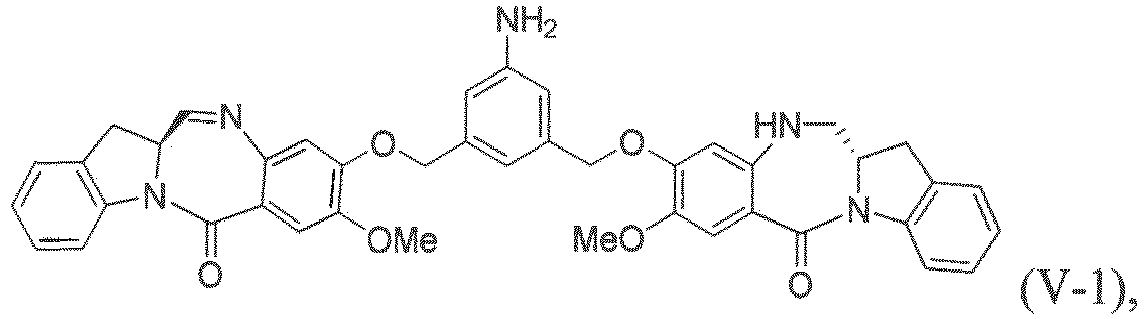 NH2
N HN
O O
N N
OMe MeO
O O
(V-1),